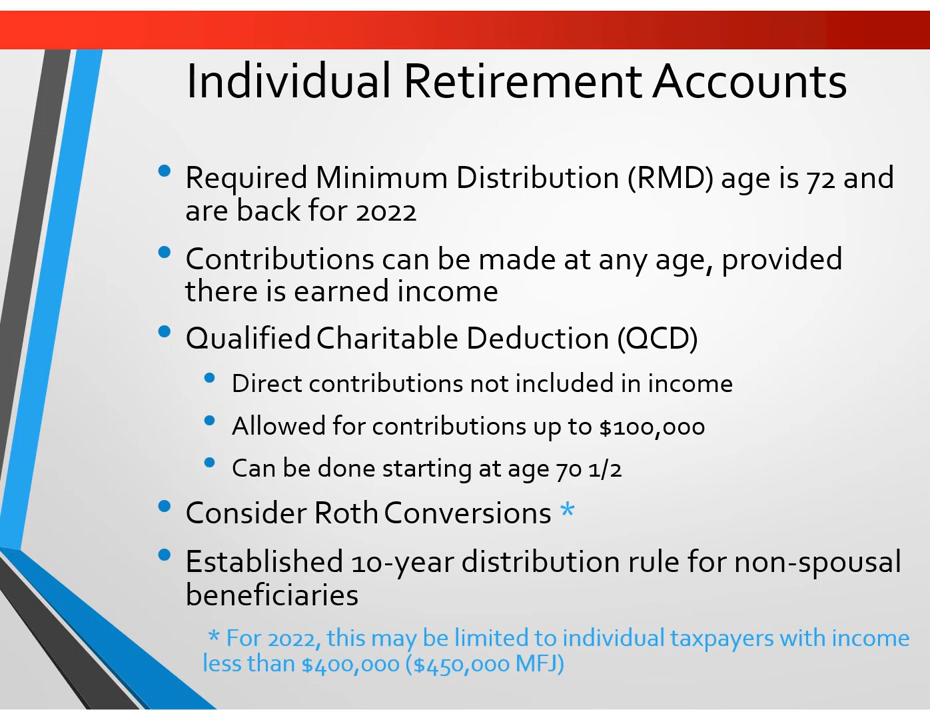 Individual Retirement Accounts
• Required Minimum Distribution (RMD) age is 72 and
are back for 2022
• Contributions can be made at any age, provided
there is earned income
• Qualified Charitable Deduction (QCD)
• Direct contributions not included in income
• Allowed for contributions up to $100,000
• Can be done starting at age 70 1/2
• Consider Roth Conversions *
• Established 10-year distribution rule for non-spousal
beneficiaries
* For 2022, this may be limited to individual taxpayers with income
less than $400,000 ($450,000 MFJ)